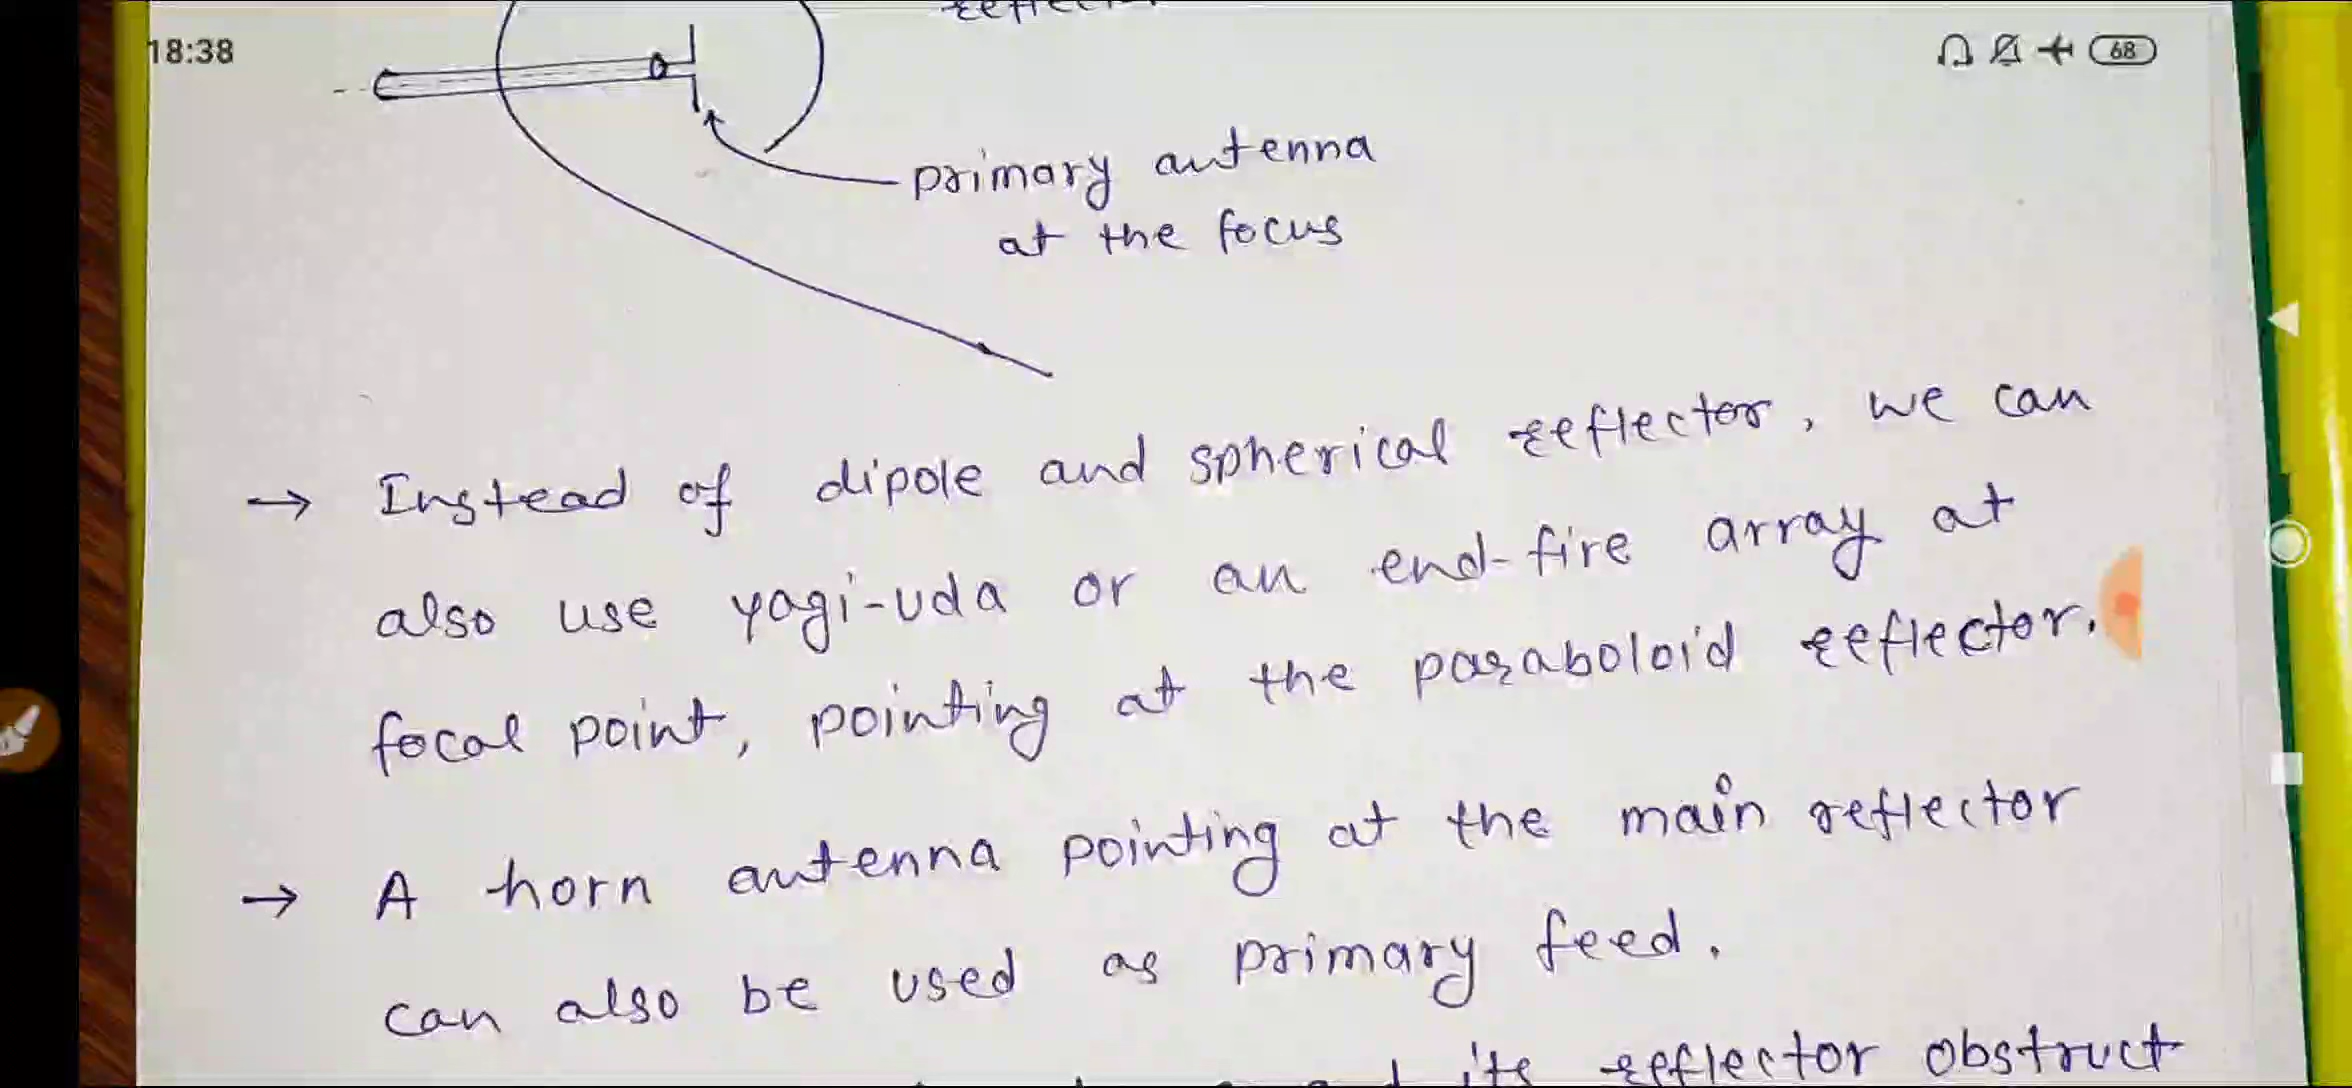 18:38
68
primary antenna
at the focus
→ Instead of dipole and spherical reflector, we can
also use yagi-uda or an end-fire array at
focal point, pointing at the paraboloid reflector.
→ A horn antenna pointing at the main reflector
can also be used as primary feed.
its reflector obstruct